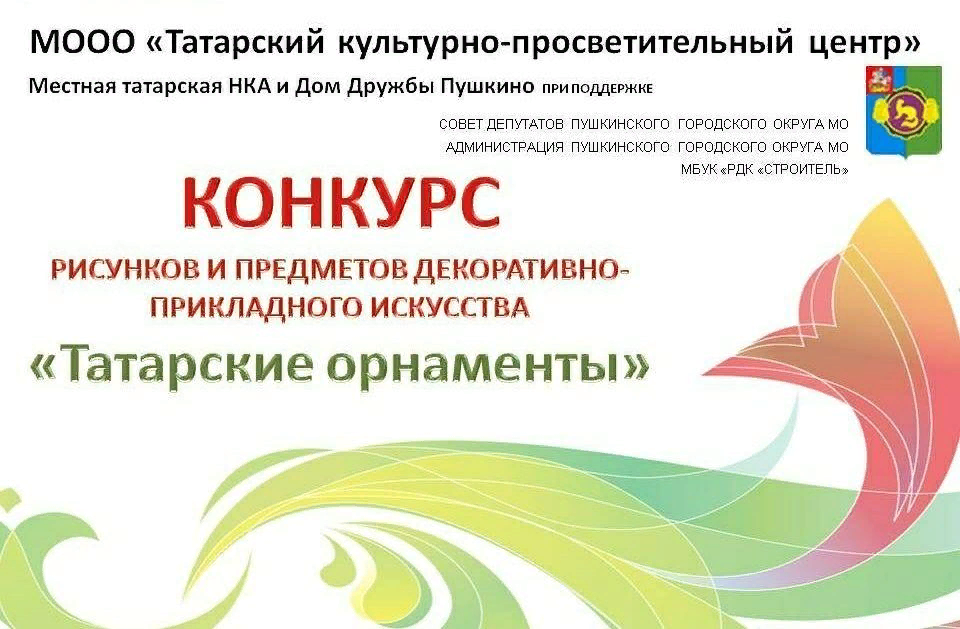 МООО «Татарский культурно-просветительный центр»
Местная татарская НКА и Дом Дружбы Пушкино ПРИ ПОДДЕРЖКЕ
СОВЕТ ДЕПУТАТОВ ПУШКИНСКОГО ГОРОДСКОГО ОКРУГА МО
АДМИНИСТРАЦИЯ ПУШКИНСКОГО ГОРОДСКОГО ОКРУГА МО
МБУК «РДК «СТРОИТЕЛЬ»
КОНКУРС
РИСУНКОВ И ПРЕДМЕТОВ ДЕКОРАТИВНО-
ПРИКЛАДНОГО ИСКУССТВА
«Татарские орнаменты»